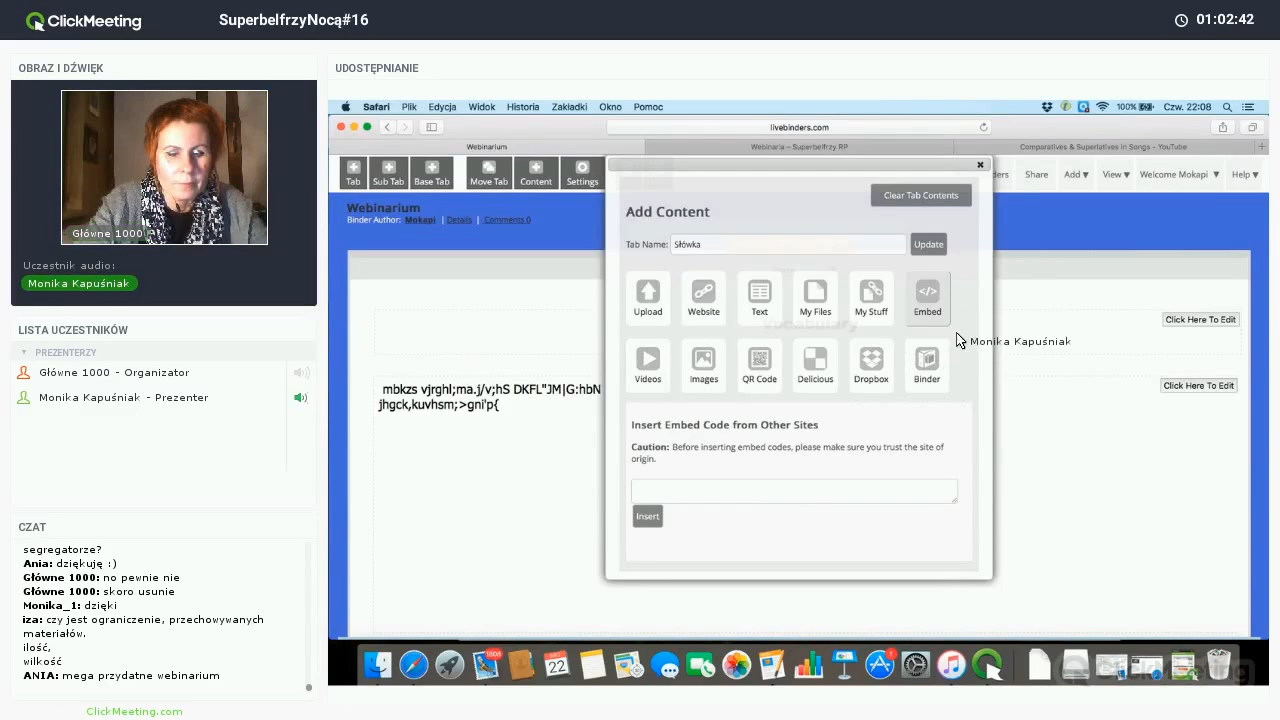 ClickMeeting
SuperbelfrzyNocą#16
01:02:42
OBRAZ I DŹWIĘK
Główne 1000
Uczestnik audio:
Monika Kapuśniak
LISTA UCZESTNIKÓW
PREZENTERZY
Główne 1000 - Organizator
Monika Kapuśniak - Prezenter
CZAT
segregatorze?
Ania: dziękuję :)
Główne 1000: no pewnie nie
Główne 1000: skoro usunie
Monika_1: dzięki
iza: czy jest ograniczenie, przechowywanych
materiałów.
ilość,
wilkość
ANIA: mega przydatne webinarium
ClickMeeting.com
UDOSTĘPNIANIE
Safari Plik Edycja Widok Historia Zakładki Okno Pomoc
100% Czw. 22:08
livebinders.com
Webinarium
Webinaria – Superbelfrzy RP
Comparatives & Superlatives in Songs - YouTube
Tab Sub Tab Base Tab Move Tab Content Settings
Share Add View Welcome Mokapi Help
Webinarium
Binder Author: Mokapi | Details | Comments 0
Click Here To Edit
Click Here To Edit
mbkzs vjrghl;ma.j/v;hS DKFL"JM|G:hbN
jhgck,kuvhsm;>gnl'p{
Clear Tab Contents
Add Content
Tab Name: Słówka Update
Upload Website Text My Files My Stuff Embed
Vocabulary
Monika Kapuśniak
Videos Images QR Code Delicious Dropbox Binder
Insert Embed Code from Other Sites
Caution: Before inserting embed codes, please make sure you trust the site of
origin.
Insert
22
ClickMeeting